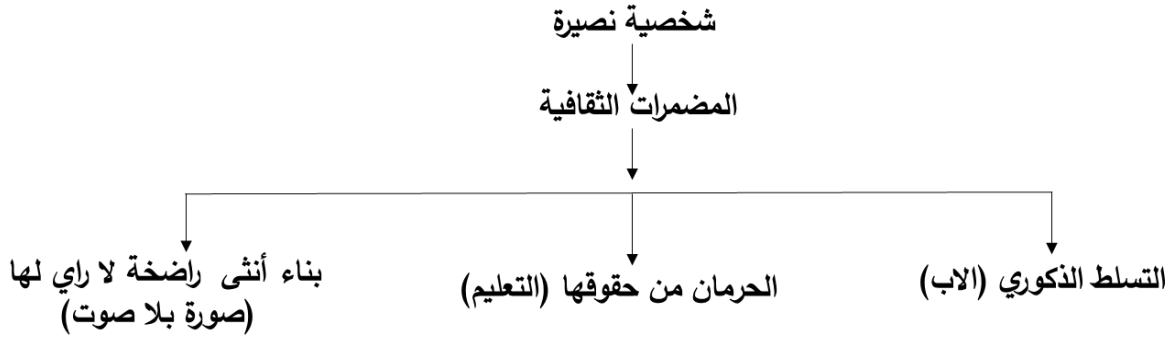 شخصية نصيرة
المضمرات الثقافية
التسلط الذكوري (الاب)
الحرمان من حقوقها (التعليم)
بناء أنثى راضخة لا راي لها
(صورة بلا صوت)